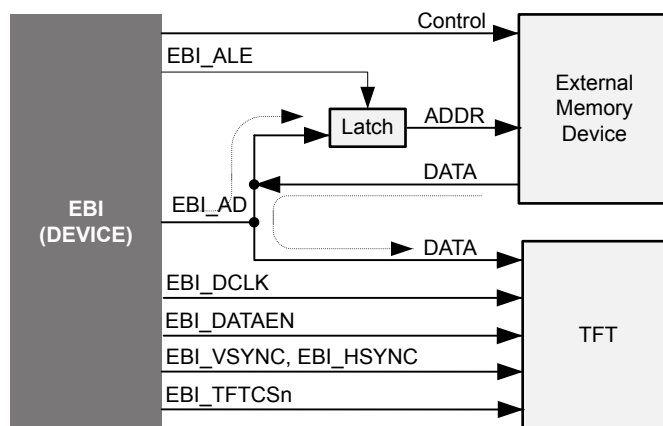 Control
EBI_ALE
External
Memory
Device
Latch
ADDR
DATA
EBI
(DEVICE)
EBI_AD
DATA
EBI_DCLK
EBI_DATAEN
TFT
EBI_VSYNC, EBI_HSYNC
EBI_TFTCSn